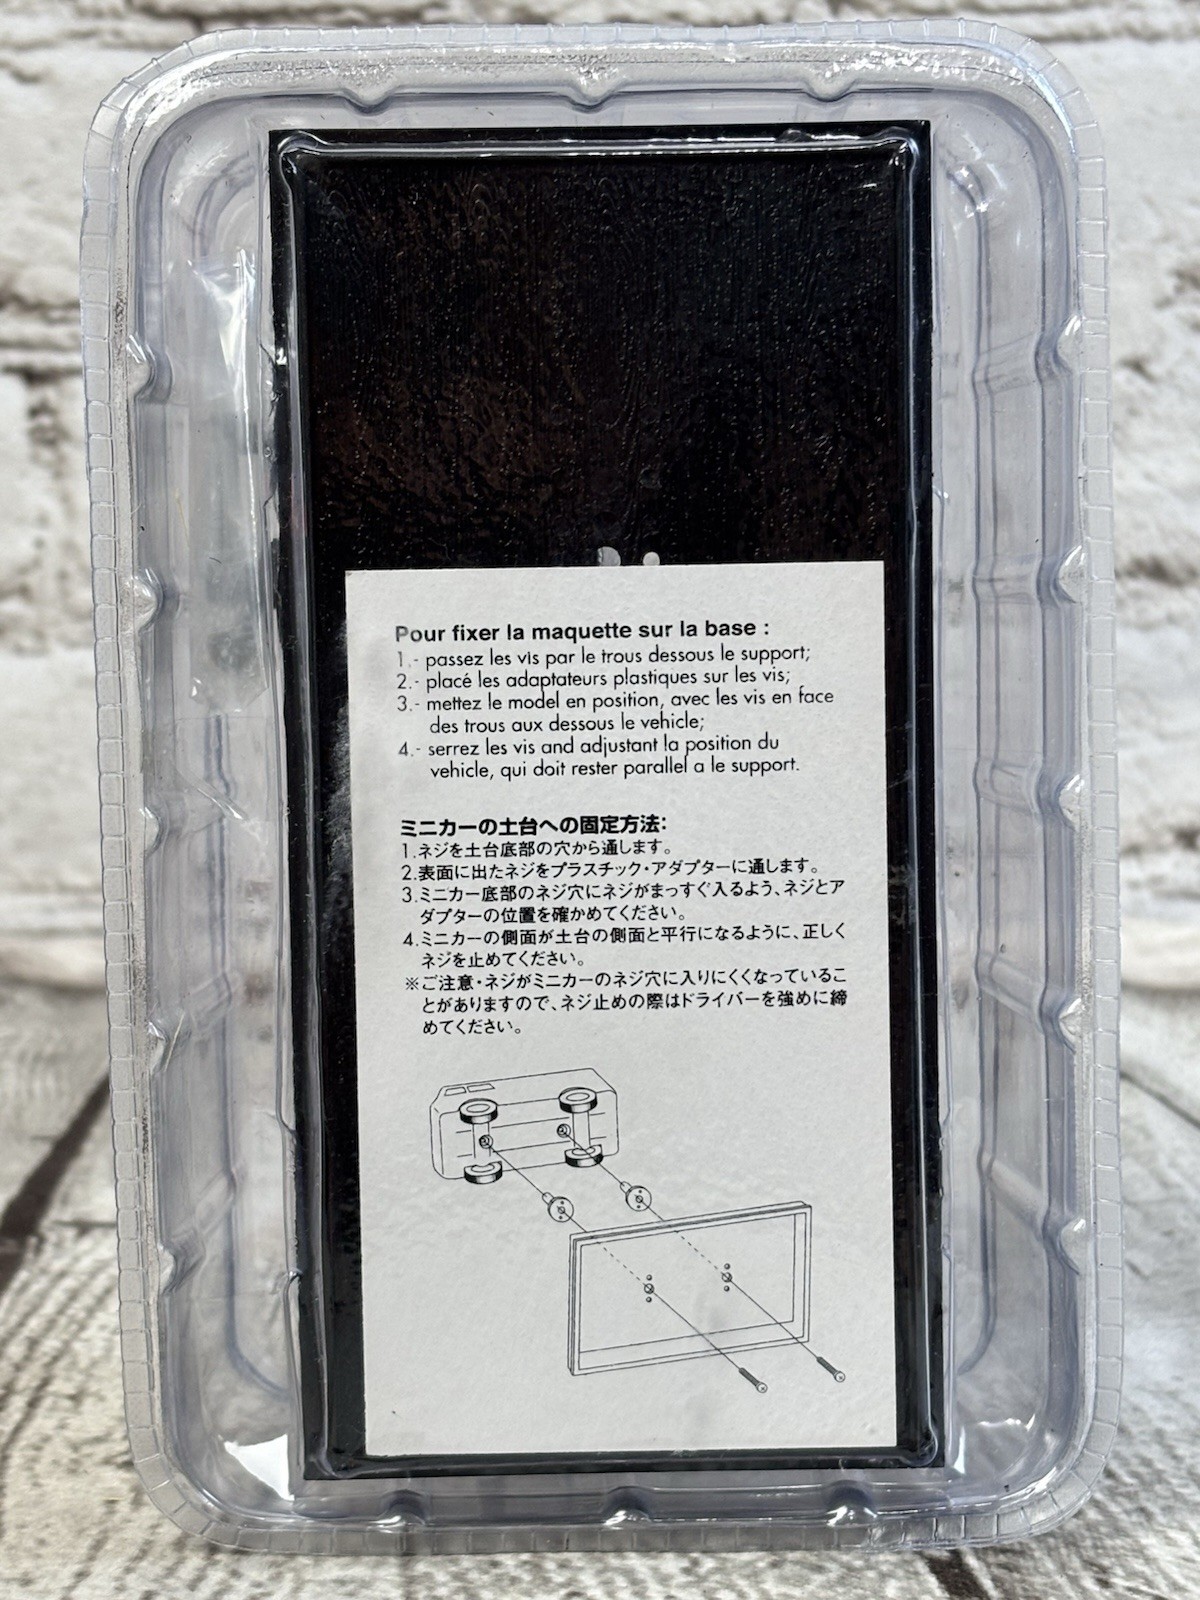 Pour fixer la maquette sur la base :
1.- passez les vis par le trous dessous le support;
2.- placé les adaptateurs plastiques sur les vis;
3.- mettez le model en position, avec les vis en face
des trous aux dessous le vehicle;
4.- serrez les vis and adjustant la position du
vehicle, qui doit rester parallel a le support.
ミニカーの土台への固定方法:
1.ネジを土台底部の穴から通します。
2.表面に出たネジをプラスチック・アダプターに通します。
3.ミニカー底部のネジ穴にネジがまっすぐ入るよう、ネジとア
ダプターの位置を確かめてください。
4.ミニカーの側面が土台の側面と平行になるように、正しく
ネジを止めてください。
※ご注意・ネジがミニカーのネジ穴に入りにくくなっているこ
とがありますので、ネジ止めの際はドライバーを強めに締
めてください。